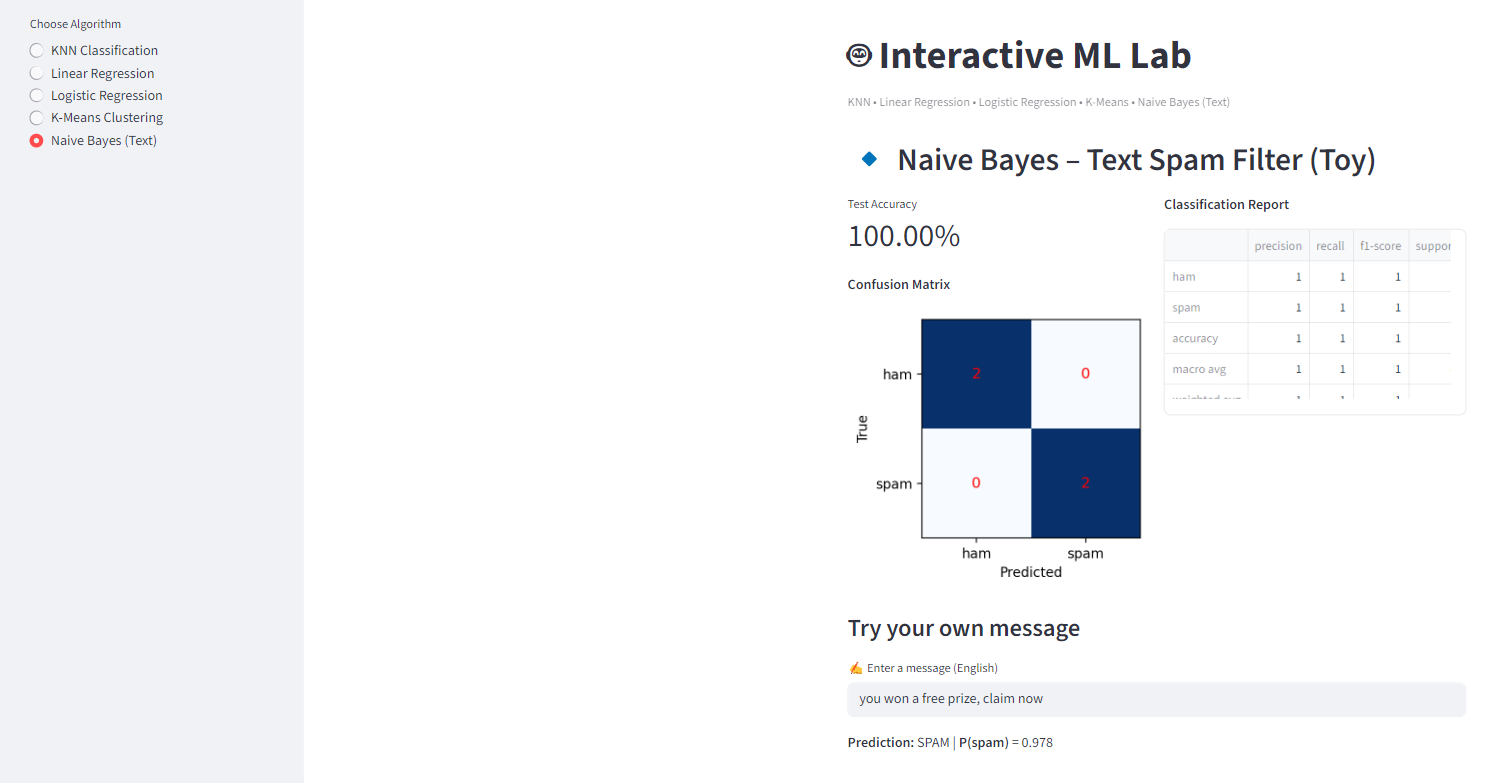 Choose Algorithm
KNN Classification
Linear Regression
Logistic Regression
K-Means Clustering
Naive Bayes (Text)
Interactive ML Lab
KNN • Linear Regression • Logistic Regression • K-Means • Naive Bayes (Text)
Naive Bayes – Text Spam Filter (Toy)
Test Accuracy
100.00%
Confusion Matrix
2 0
ham
True
0 2
spam
ham spam
Predicted
Classification Report
precision recall f1-score suppor
ham 1 1 1
spam 1 1 1
accuracy 1 1 1
macro avg 1 1 1
weighted avg 1 1 1
Try your own message
✍️ Enter a message (English)
you won a free prize, claim now
Prediction: SPAM | P(spam) = 0.978